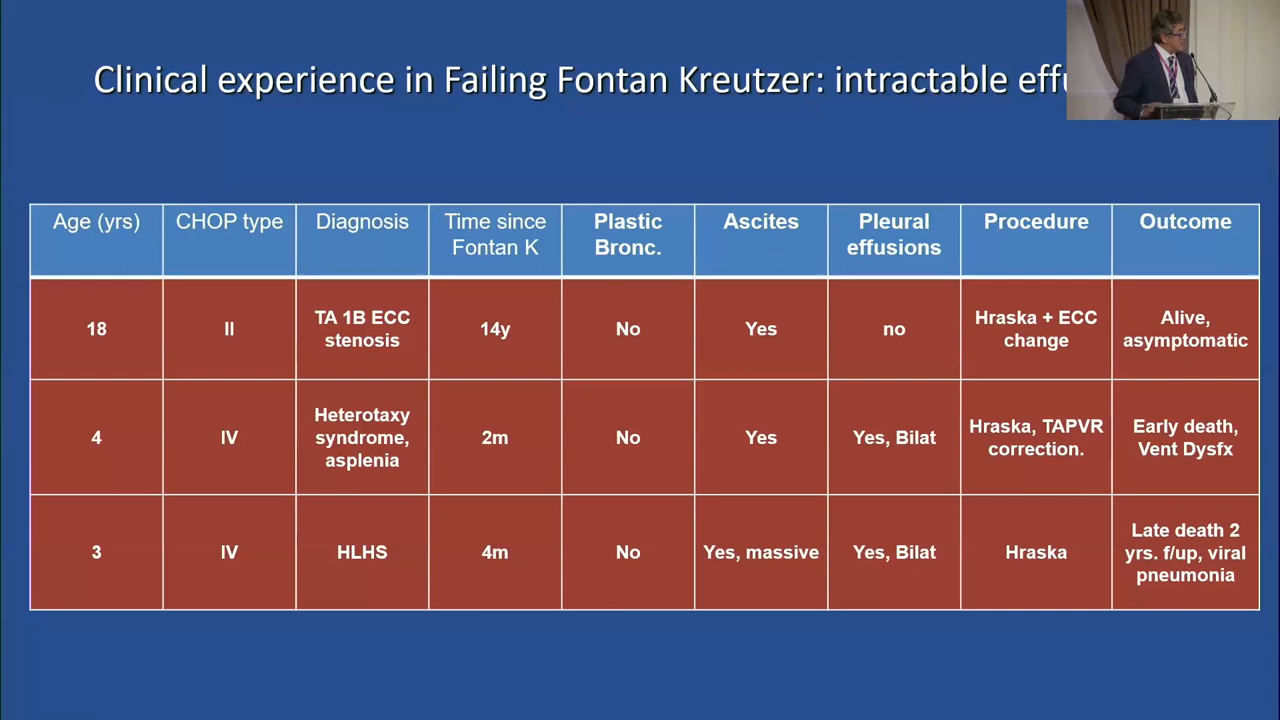 Clinical experience in Failing Fontan Kreutzer: intractable
Age (yrs)
CHOP type
Diagnosis
Time since
Fontan K
Plastic
Bronc.
Ascites
Pleural
effusions
Procedure
Outcome
18
II
TA 1B ECC
stenosis
14y
No
Yes
no
Hraska + ECC
change
Alive,
asymptomatic
4
IV
Heterotaxy
syndrome,
asplenia
2m
No
Yes
Yes, Bilat
Hraska, TAPVR
correction.
Early death,
Vent Dysfx
3
IV
HLHS
4m
No
Yes, massive
Yes, Bilat
Hraska
Late death 2
yrs. f/up, viral
pneumonia